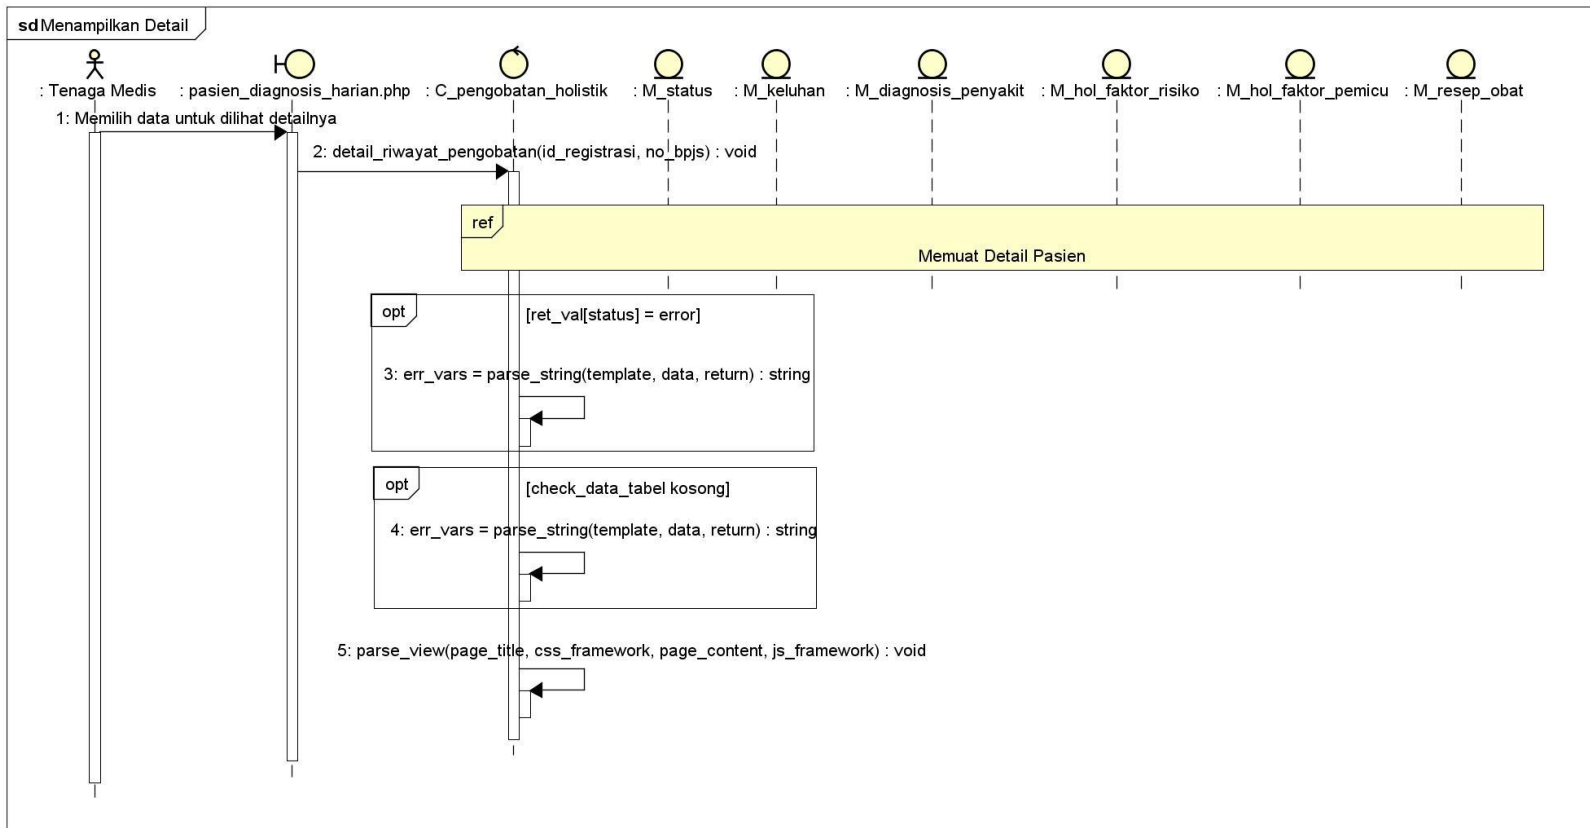 sd Menampilkan Detail
: Tenaga Medis
: pasien_diagnosis_harian.php
: C_pengobatan_holistik
: M_status
: M_keluhan
: M_diagnosis_penyakit
: M_hol_faktor_risiko
: M_hol_faktor_pemicu
: M_resep_obat
1: Memilih data untuk dilihat detailnya
2: detail_riwayat_pengobatan(id_registrasi, no_bpjs) : void
ref
Memuat Detail Pasien
opt
[ret_val[status] = error]
3: err_vars = parse_string(template, data, return) : string
opt
[check_data_tabel kosong]
4: err_vars = parse_string(template, data, return) : string
5: parse_view(page_title, css_framework, page_content, js_framework) : void